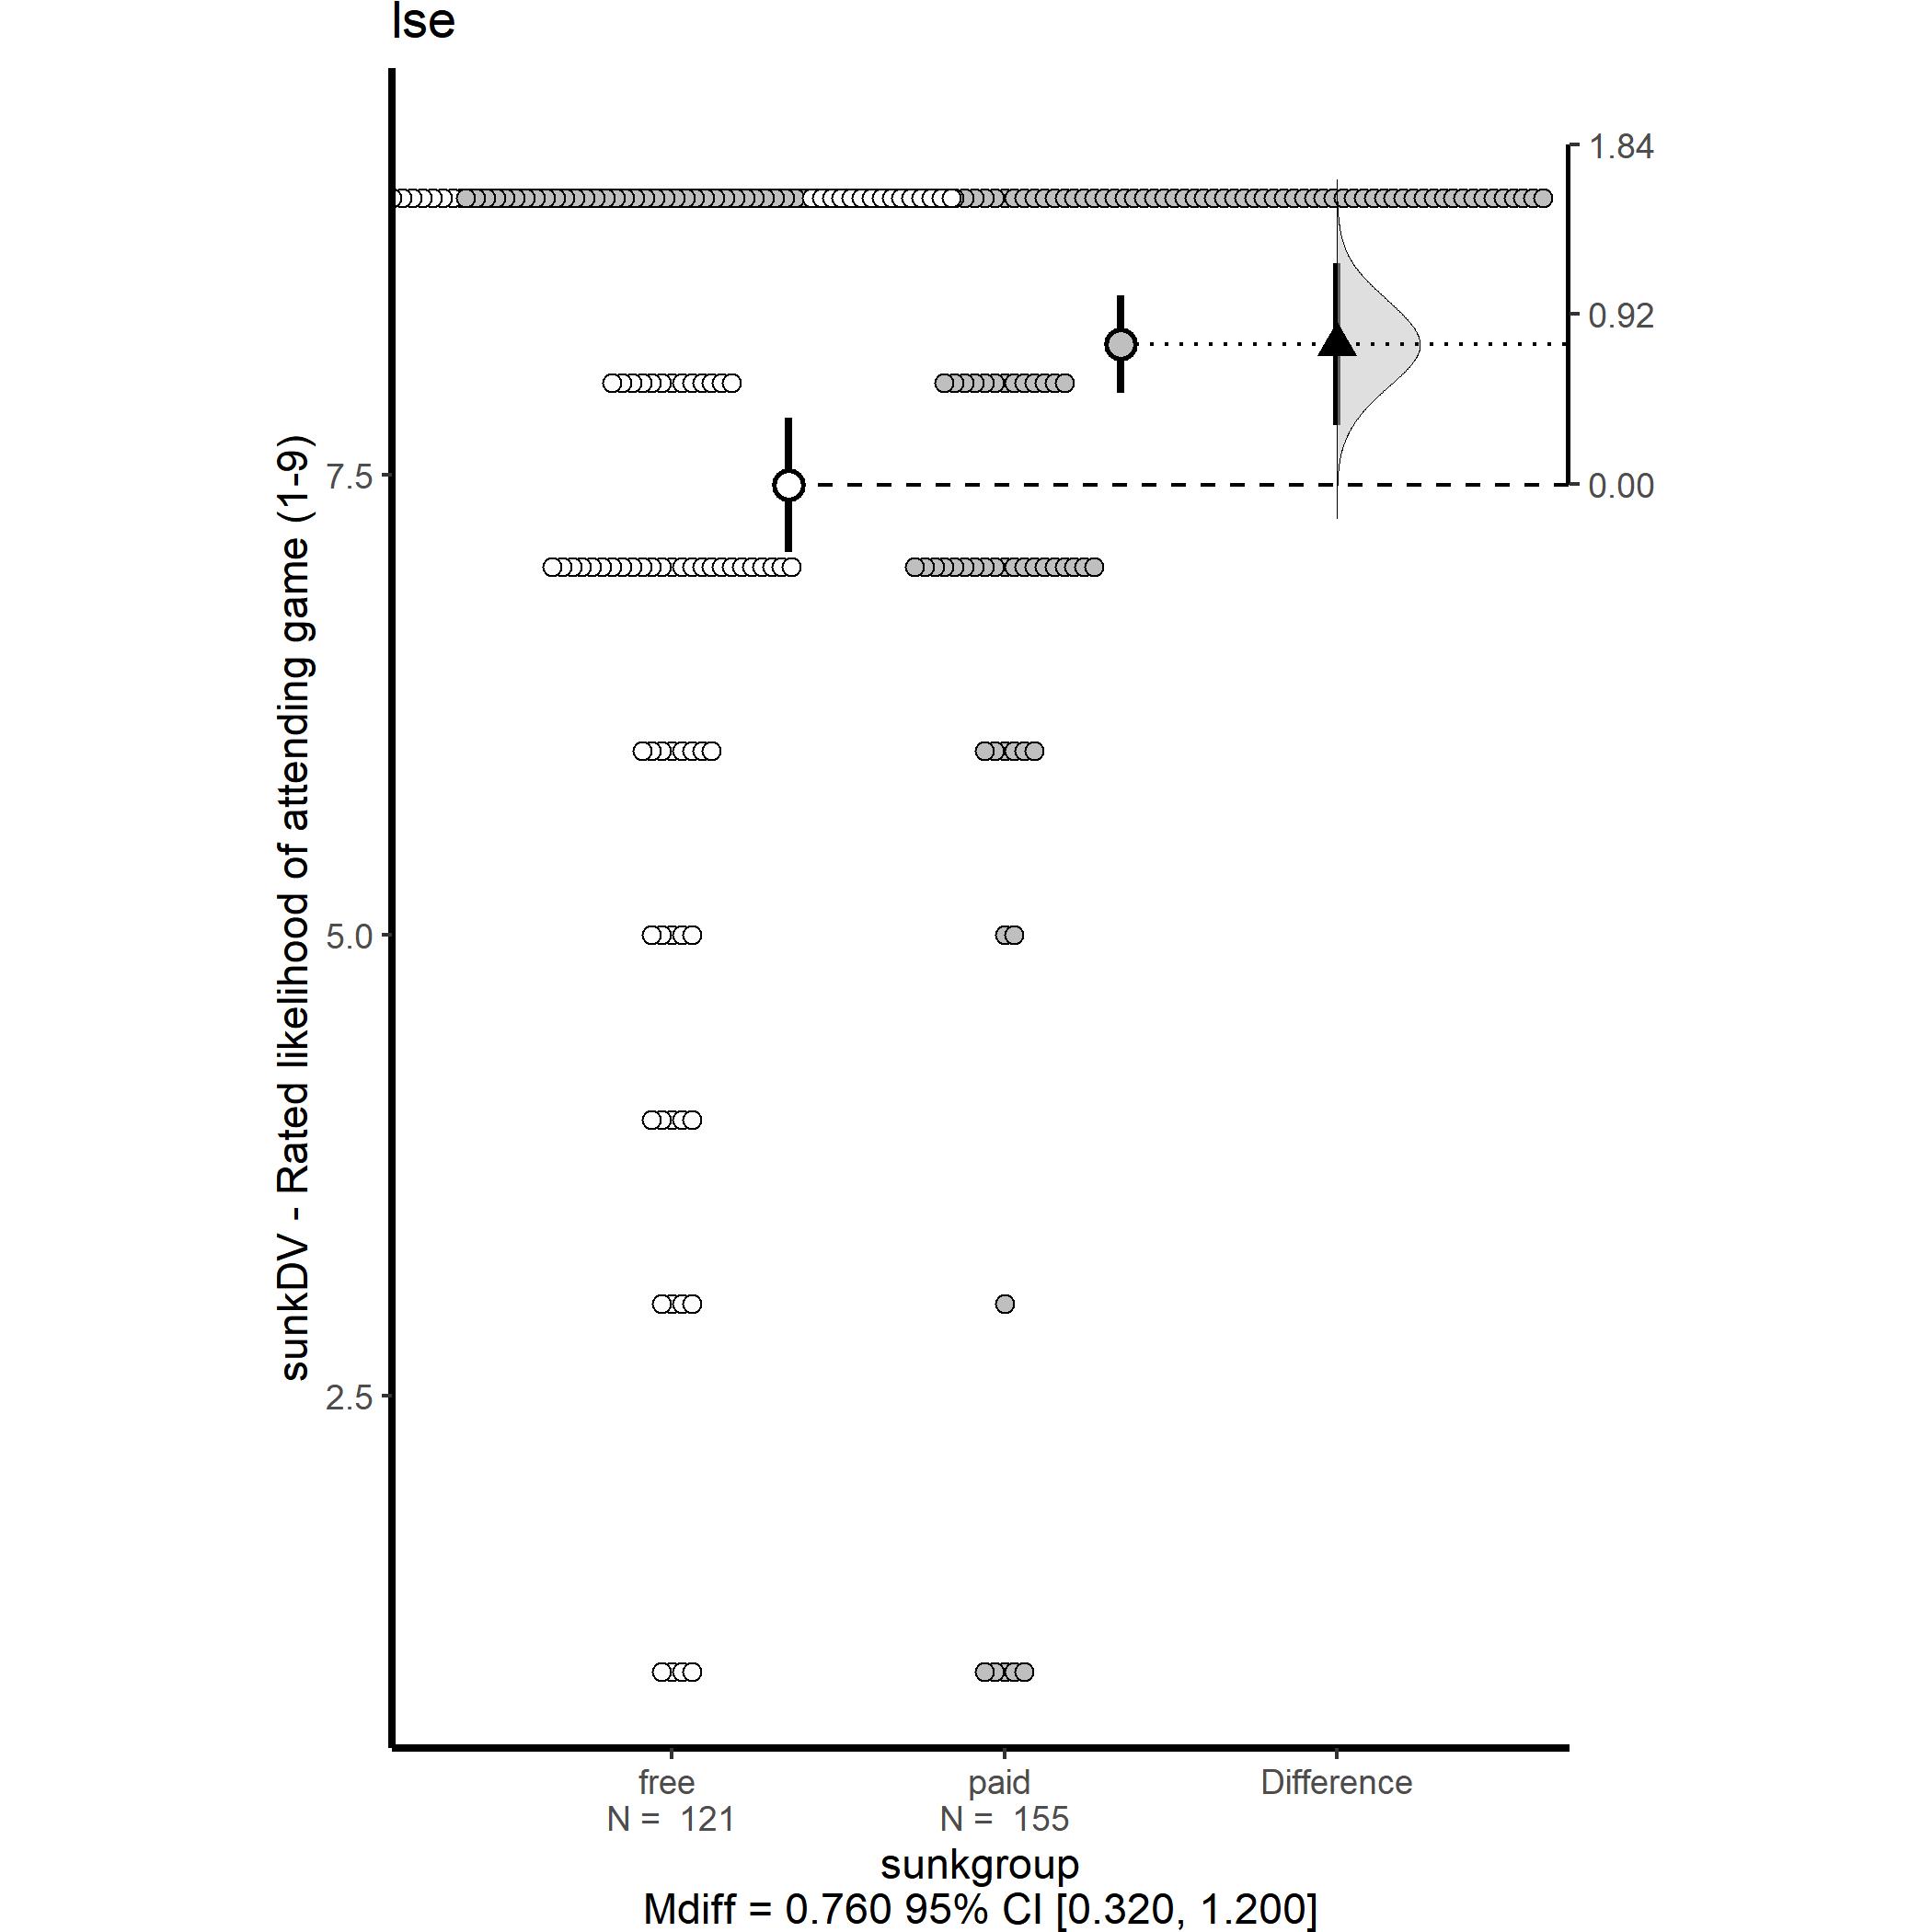 lse
1.84
0.92
0.00
7.5
5.0
2.5
sunkDV - Rated likelihood of attending game (1-9)
free
N =  121
paid
N =  155
Difference
sunkgroup
Mdiff = 0.760 95% CI [0.320, 1.200]